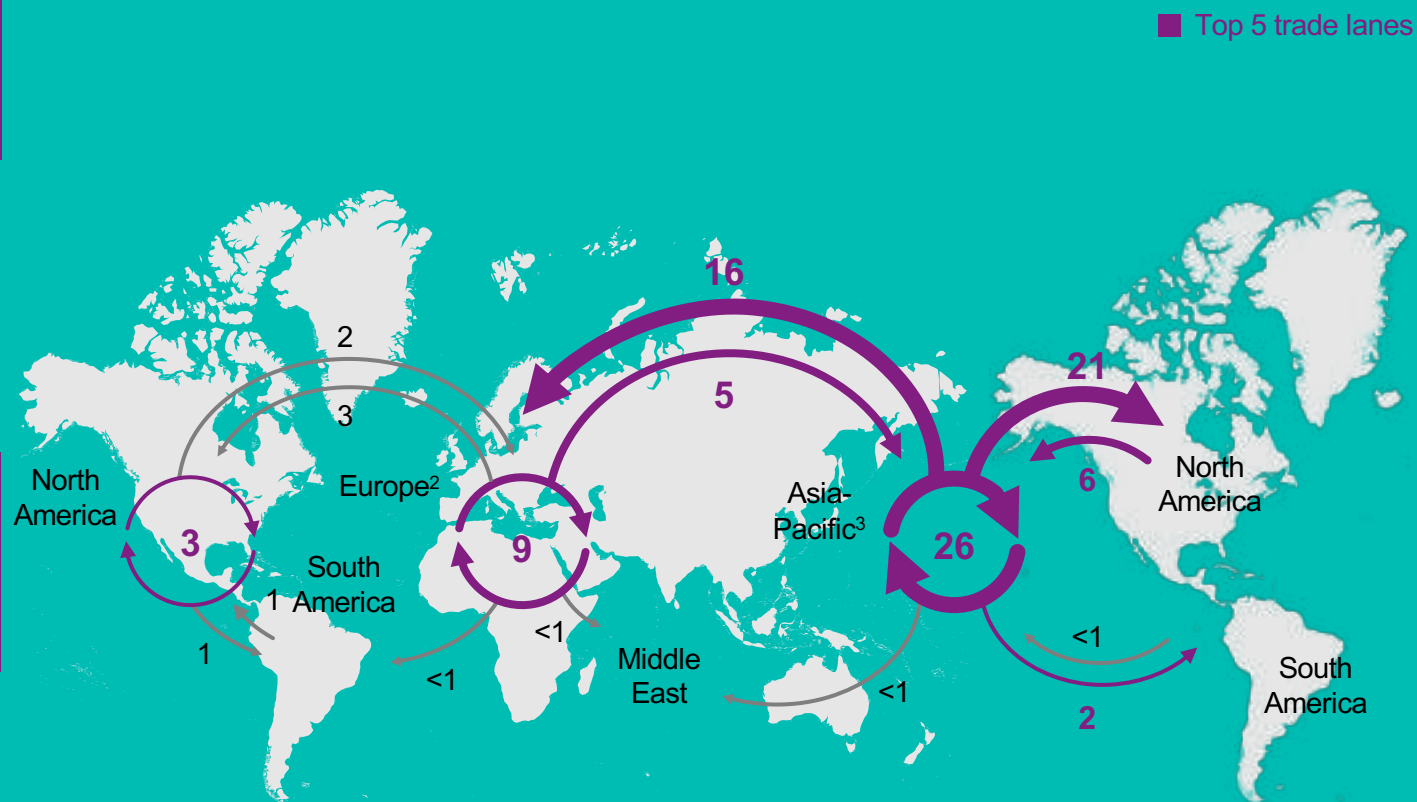 Top 5 trade lanes
16
2
21
5
3
North
America
Europe²
Asia-
Pacific³
6
North
America
3
9
26
South
America
1
1
<1
<1
Middle
East
<1
<1
2
South
America